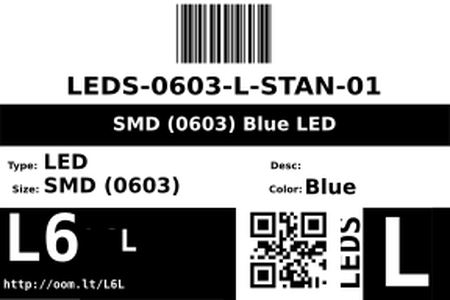 LEDS-0603-L-STAN-01
SMD (0603) Blue LED
Type: LED
Desc:
Size: SMD (0603)
Color: Blue
L6 L
http://oom.lt/L6L
LEDS
L